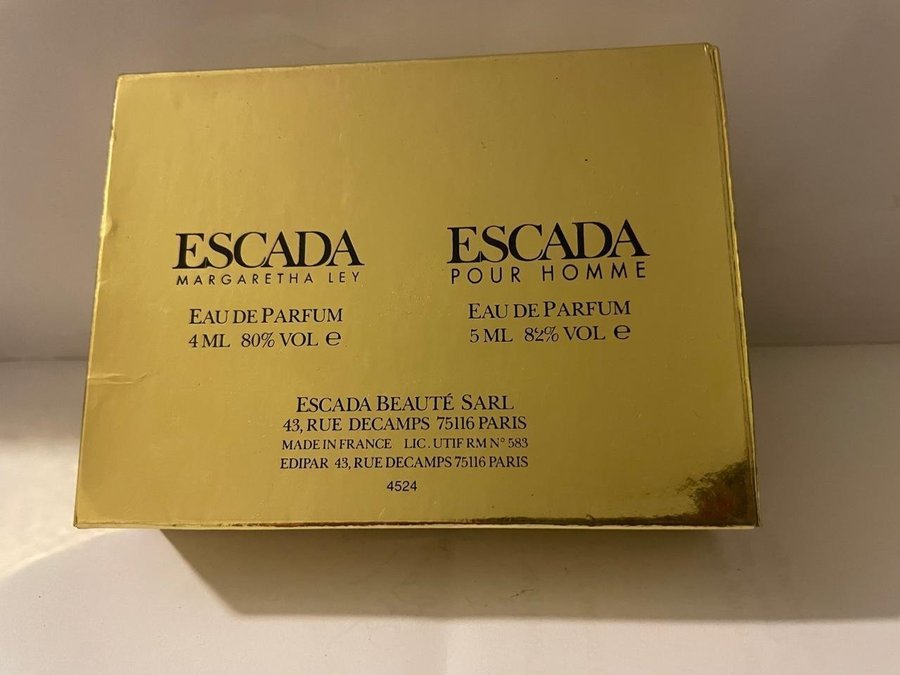 ESCADA
MARGARETHA LEY
EAU DE PARFUM
4 ML 80% VOL e
ESCADA
POUR HOMME
EAU DE PARFUM
5 ML 82% VOL e
ESCADA BEAUTÉ SARL
43, RUE DECAMPS 75116 PARIS
MADE IN FRANCE LIC. UTIF RM N° 583
EDIPAR 43, RUE DECAMPS 75116 PARIS
4524